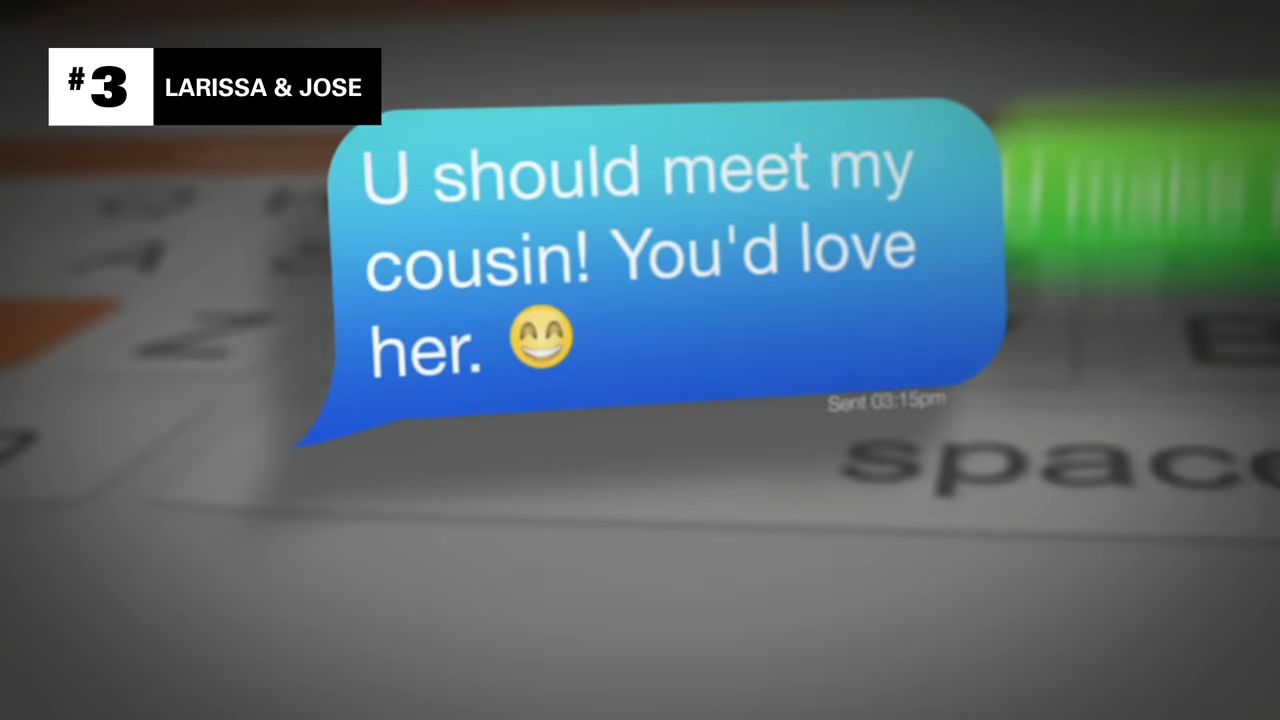 #3 LARISSA & JOSE
U should meet my
cousin! You'd love
her. 😁
Sent 03:15pm
space